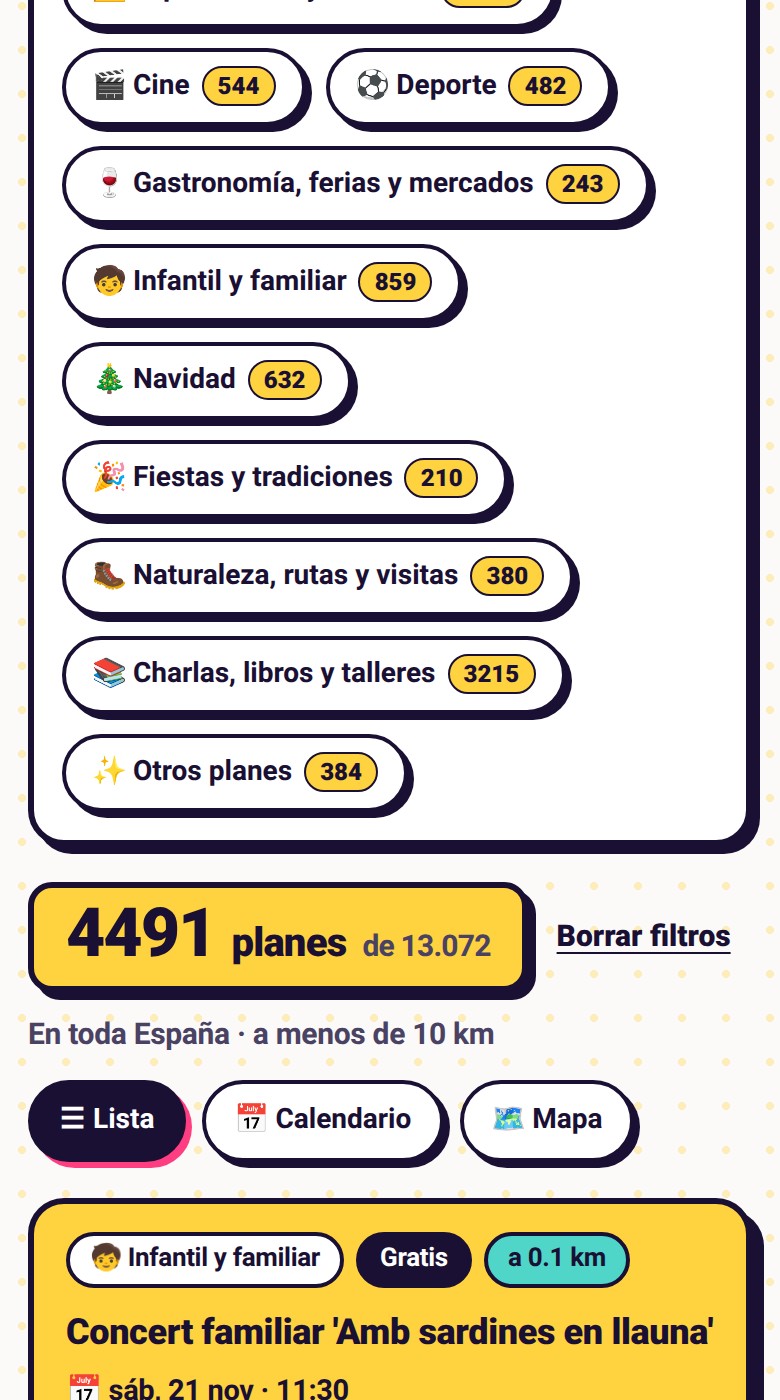 Cine 544 Deporte 482
Gastronomía, ferias y mercados 243
Infantil y familiar 859
Navidad 632
Fiestas y tradiciones 210
Naturaleza, rutas y visitas 380
Charlas, libros y talleres 3215
Otros planes 384
4491 planes de 13.072 Borrar filtros
En toda España · a menos de 10 km
☰ Lista Calendario Mapa
Infantil y familiar Gratis a 0.1 km
Concert familiar 'Amb sardines en llauna'
sáb, 21 nov · 11:30